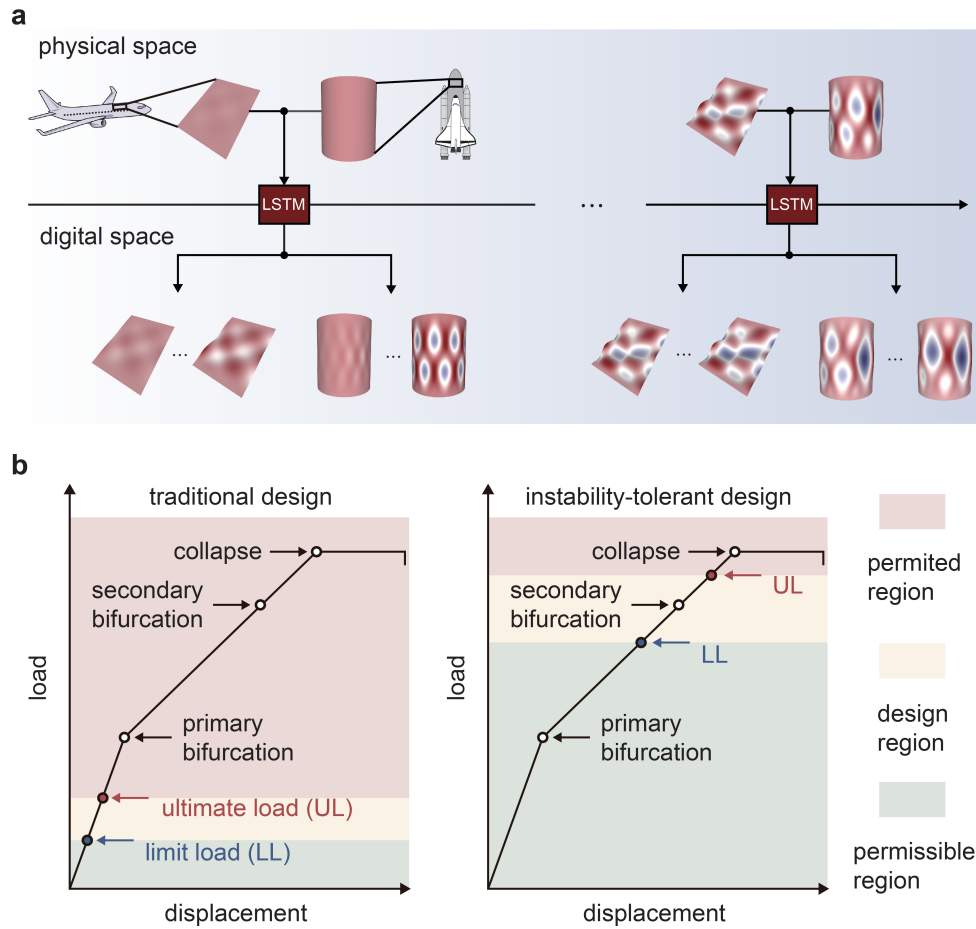 a
physical space
LSTM
...
LSTM
digital space
...
...
...
...
b
traditional design
collapse
secondary
bifurcation
primary
bifurcation
ultimate load (UL)
limit load (LL)
load
displacement
instability-tolerant design
collapse
UL
secondary
bifurcation
LL
primary
bifurcation
load
displacement
permited
region
design
region
permissible
region